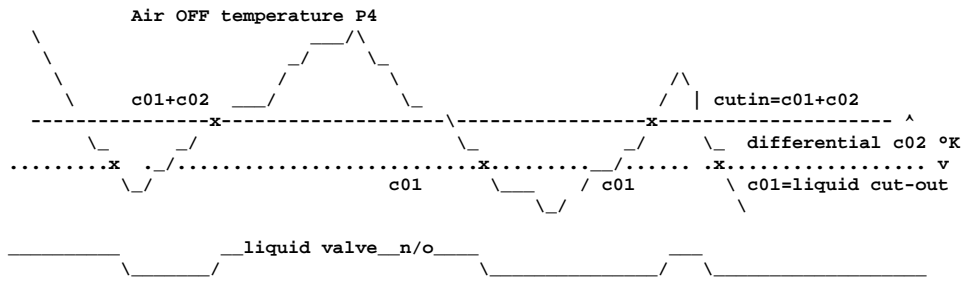 Air OFF temperature P4
c01+c02 cutin=c01+c02
x x ^
differential c02 °K
x x x v
c01 c01 c01=liquid cut-out
liquid valve n/o